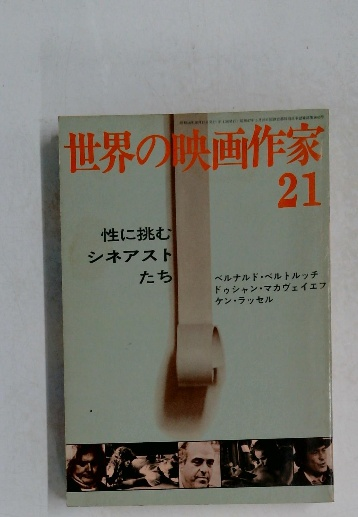 世界の映画作家
21
性に挑む
シネアスト
たち
ベルナルド・ベルトルッチ
ドゥシャン・マカヴェイエフ
ケン・ラッセル